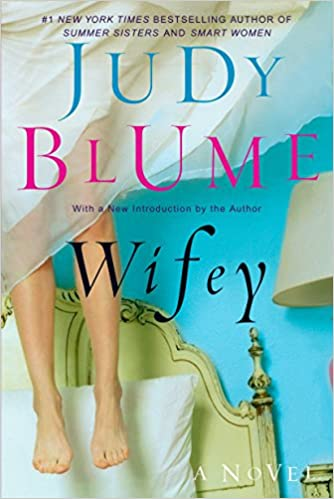 #1 NEW YORK TIMES BESTSELLING AUTHOR OF
SUMMER SISTERS AND SMART WOMEN
JUDY
BLUME
With a New Introduction by the Author
Wifey
A NOVEL